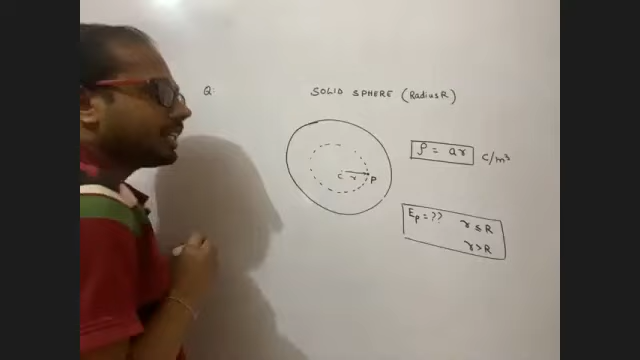 Q:
SOLID SPHERE (Radius R)
ρ = ar C/m³
C r P
Ep = ?? r ≤ R
r > R